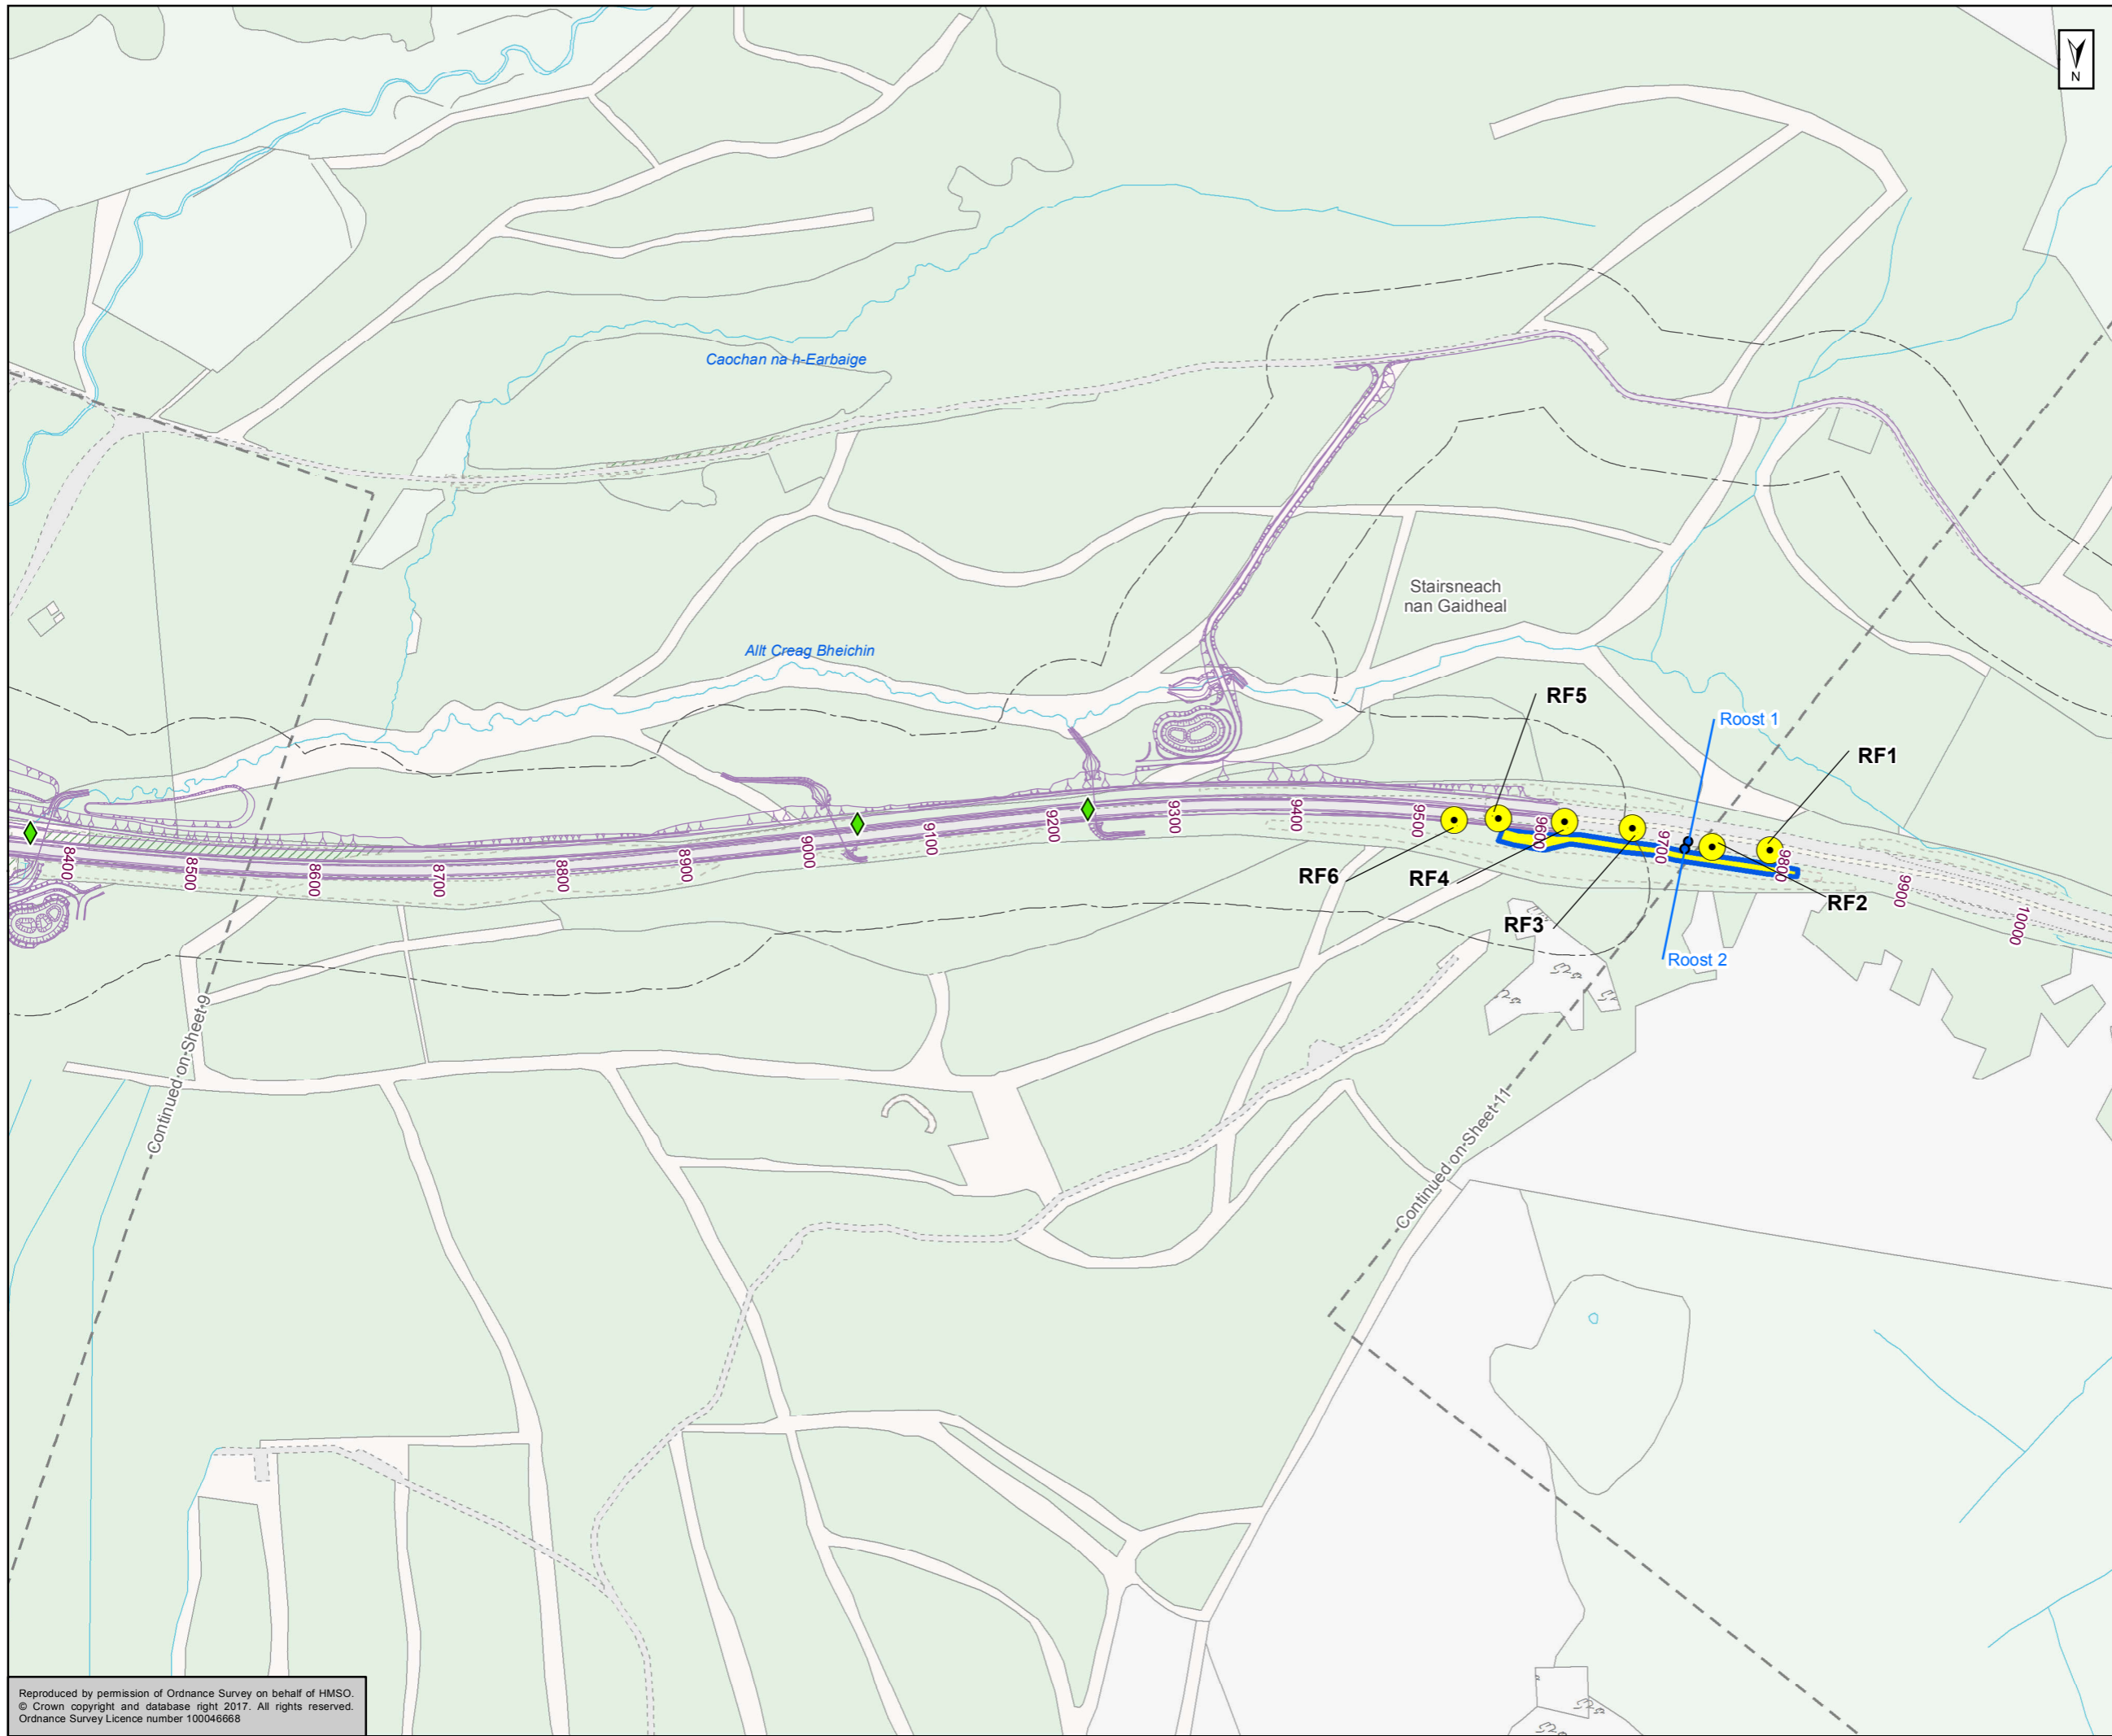 N
Caochan na h-Earbaige
Stairsneach
nan Gaidheal
Allt Creag Bheichin
RF5
Roost 1
RF1
8400
8500
8600
8700
8800
8900
9000
9100
9200
9300
9400
9500
9600
9700
9800
9900
10000
RF6
RF4
RF3
RF2
Roost 2
Continued on Sheet 9
Continued on Sheet 11
Reproduced by permission of Ordnance Survey on behalf of HMSO.
© Crown copyright and database right 2017. All rights reserved.
Ordnance Survey Licence number 100046668